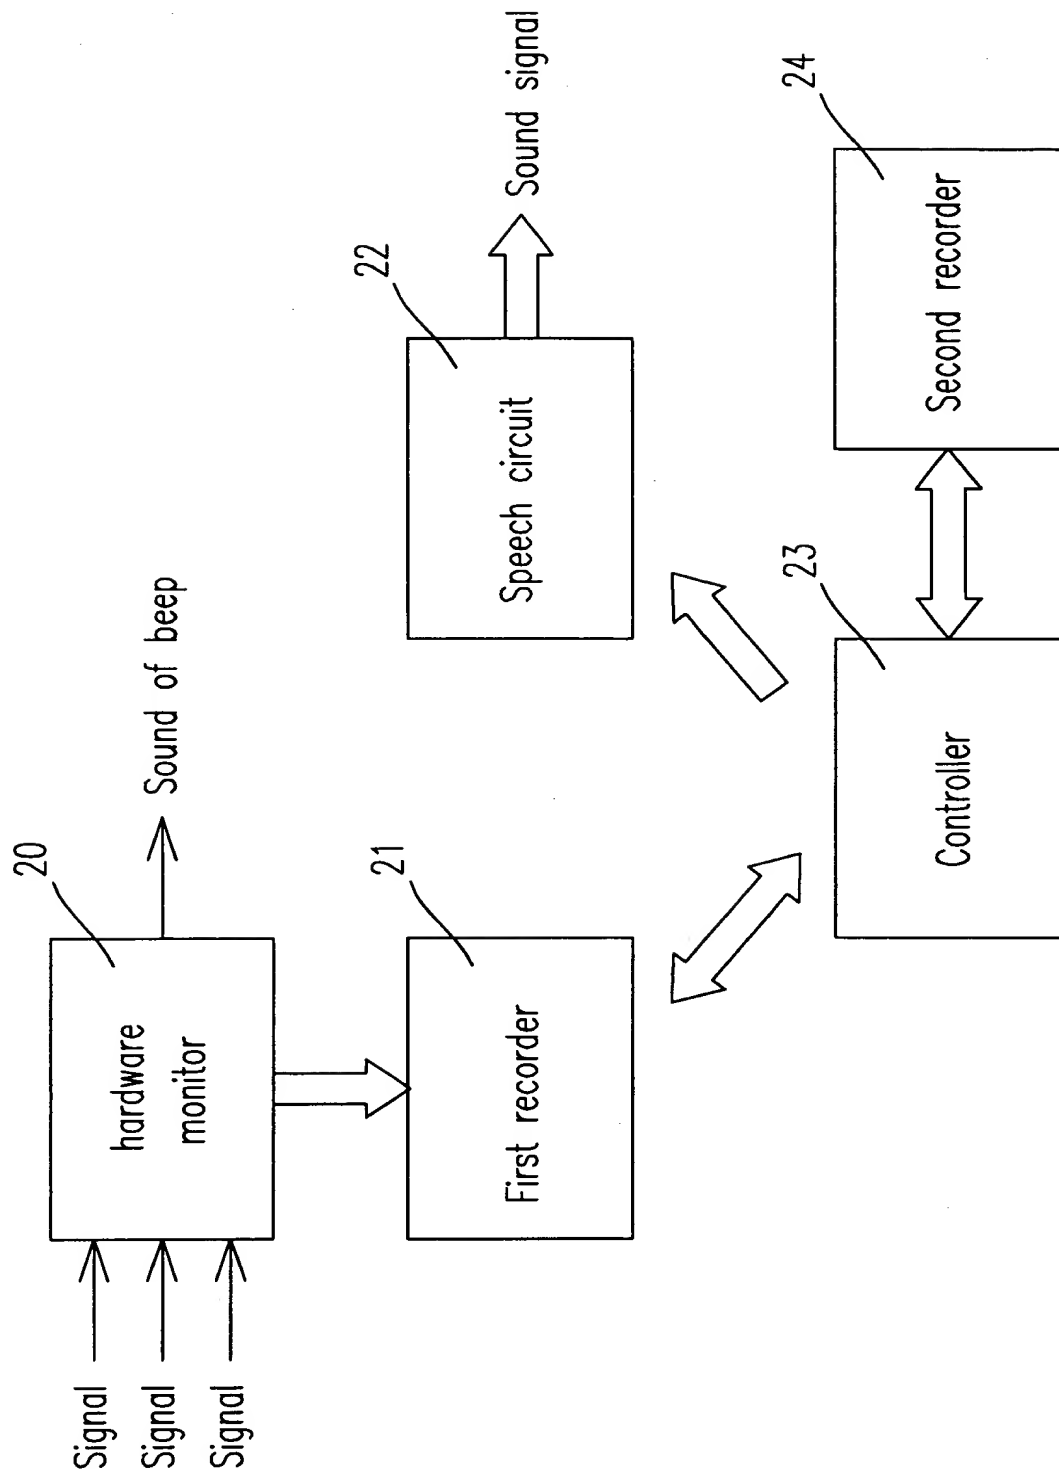 20
Signal
Signal
Signal
hardware
monitor
Sound of beep
21
First recorder
22
Speech circuit
Sound signal
23
Controller
24
Second recorder